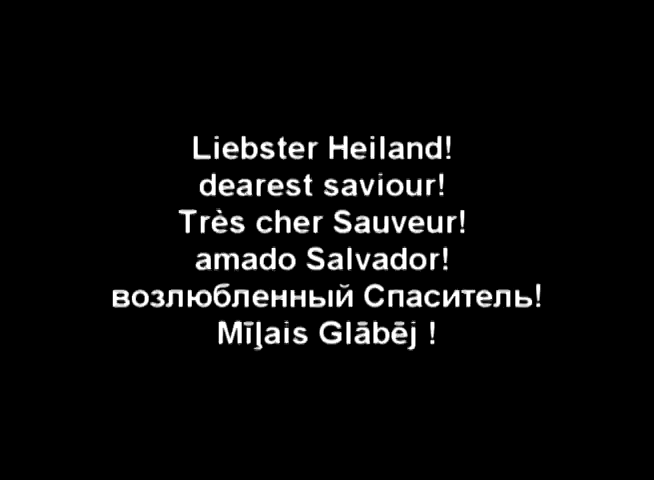 Liebster Heiland!
dearest saviour!
Très cher Sauveur!
amado Salvador!
возлюбленный Спаситель!
Mīļais Glābēj !